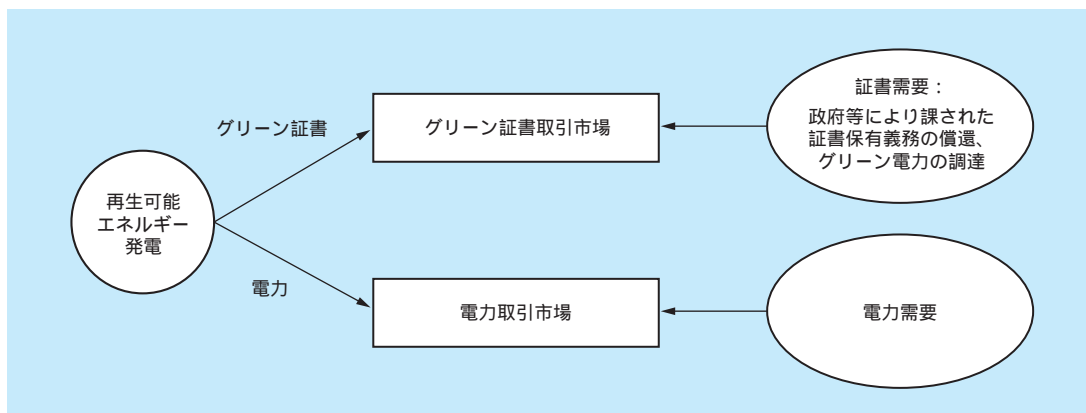 再生可能
エネルギー
発電
グリーン証書
電力
グリーン証書取引市場
電力取引市場
証書需要：
政府等により課された
証書保有義務の償還、
グリーン電力の調達
電力需要